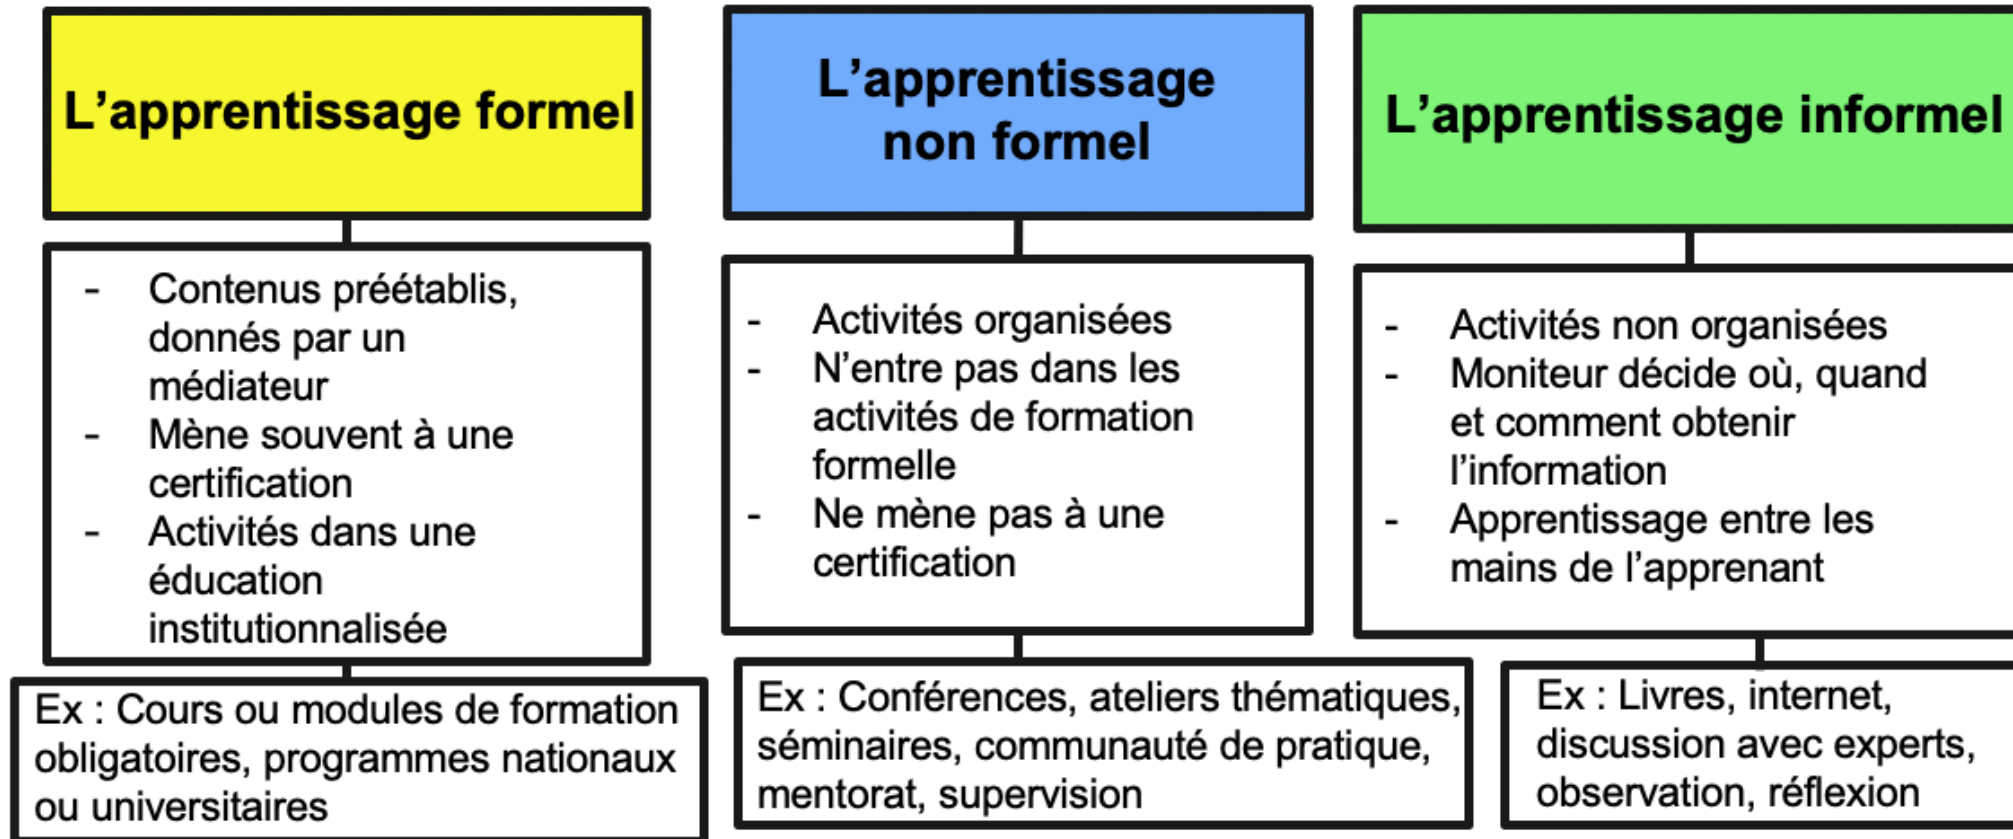 L'apprentissage formel
- Contenus préétablis,
donnés par un
médiateur
- Mène souvent à une
certification
- Activités dans une
éducation
institutionnalisée
Ex : Cours ou modules de formation
obligatoires, programmes nationaux
ou universitaires
L'apprentissage
non formel
- Activités organisées
- N'entre pas dans les
activités de formation
formelle
- Ne mène pas à une
certification
Ex : Conférences, ateliers thématiques,
séminaires, communauté de pratique,
mentorat, supervision
L'apprentissage informel
- Activités non organisées
- Moniteur décide où, quand
et comment obtenir
l'information
- Apprentissage entre les
mains de l'apprenant
Ex : Livres, internet,
discussion avec experts,
observation, réflexion